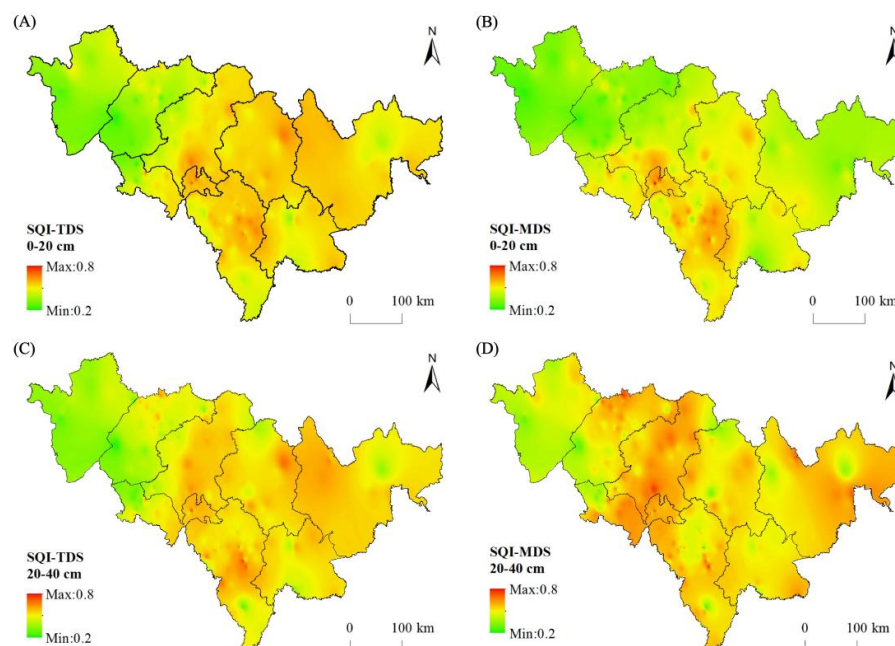 (A)
N
SQI-TDS
0-20 cm
Max:0.8
Min:0.2
0 100 km
(B)
N
SQI-MDS
0-20 cm
Max:0.8
Min:0.2
0 100 km
(C)
N
SQI-TDS
20-40 cm
Max:0.8
Min:0.2
0 100 km
(D)
N
SQI-MDS
20-40 cm
Max:0.8
Min:0.2
0 100 km